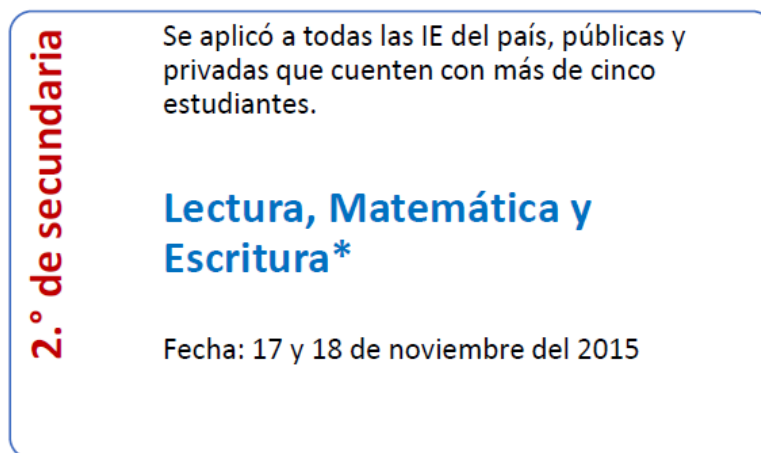 2.° de secundaria
Se aplicó a todas las IE del país, públicas y
privadas que cuenten con más de cinco
estudiantes.
Lectura, Matemática y
Escritura*
Fecha: 17 y 18 de noviembre del 2015